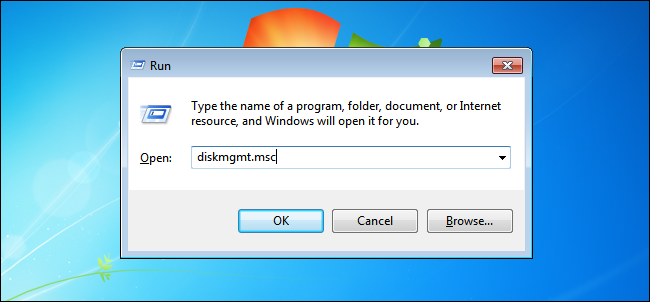 Run
Type the name of a program, folder, document, or Internet
resource, and Windows will open it for you.
Open: diskmgmt.msc
OK Cancel Browse...